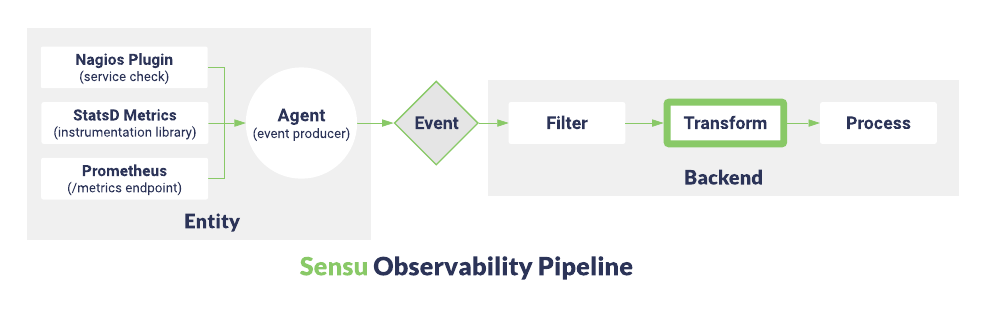 Nagios Plugin
(service check)
StatsD Metrics
(instrumentation library)
Prometheus
(/metrics endpoint)
Agent
(event producer)
Entity
Event
Filter
Transform
Process
Backend
Sensu Observability Pipeline